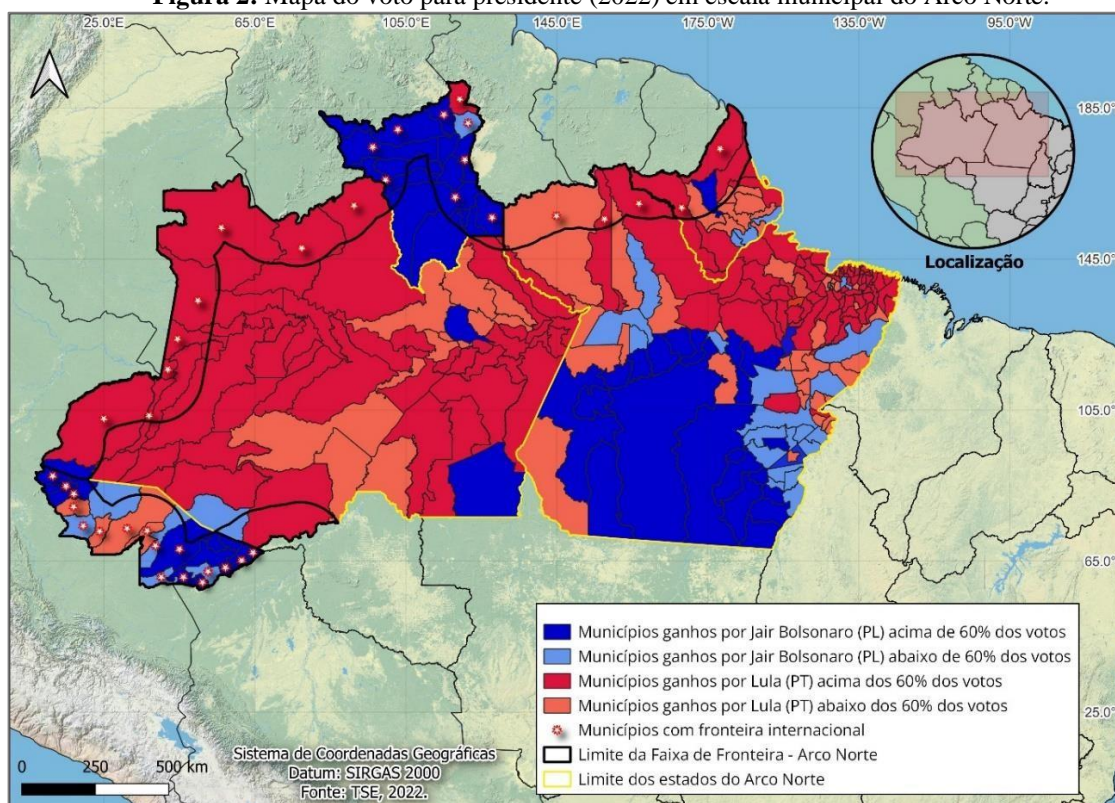 Figura 2: Mapa do voto para presidente (2022) em escala municipal do Arco Norte.
25.0°E
65.0°E
105.0°E
145.0°E
175.0°W
135.0°W
95.0°W
185.0°
145.0°
105.0°
65.0°
25.0°
Localização
Municípios ganhos por Jair Bolsonaro (PL) acima de 60% dos votos
Municípios ganhos por Jair Bolsonaro (PL) abaixo de 60% dos votos
Municípios ganhos por Lula (PT) acima dos 60% dos votos
Municípios ganhos por Lula (PT) abaixo dos 60% dos votos
Municípios com fronteira internacional
Limite da Faixa de Fronteira - Arco Norte
Limite dos estados do Arco Norte
Sistema de Coordenadas Geográficas
Datum: SIRGAS 2000
Fonte: TSE, 2022.
0 250 500 km